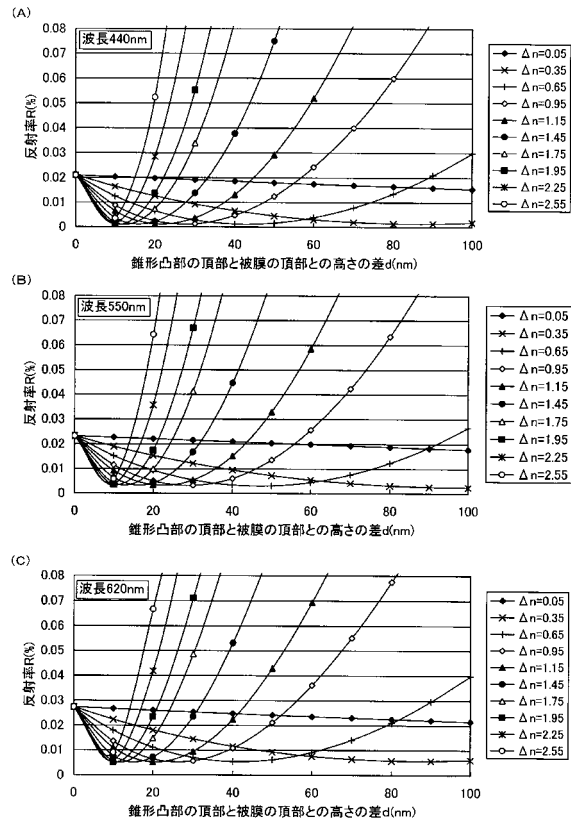 (A)
波長440nm
0.08
0.07
0.06
0.05
0.04
0.03
0.02
0.01
0
反射率R(%)
0
20
40
60
80
100
錐形凸部の頂部と被膜の頂部との高さの差d(nm)
Δn=0.05
Δn=0.35
Δn=0.65
Δn=0.95
Δn=1.15
Δn=1.45
Δn=1.75
Δn=1.95
Δn=2.25
Δn=2.55
(B)
波長550nm
0.08
0.07
0.06
0.05
0.04
0.03
0.02
0.01
0
反射率R(%)
0
20
40
60
80
100
錐形凸部の頂部と被膜の頂部との高さの差d(nm)
Δn=0.05
Δn=0.35
Δn=0.65
Δn=0.95
Δn=1.15
Δn=1.45
Δn=1.75
Δn=1.95
Δn=2.25
Δn=2.55
(C)
波長620nm
0.08
0.07
0.06
0.05
0.04
0.03
0.02
0.01
0
反射率R(%)
0
20
40
60
80
100
錐形凸部の頂部と被膜の頂部との高さの差d(nm)
Δn=0.05
Δn=0.35
Δn=0.65
Δn=0.95
Δn=1.15
Δn=1.45
Δn=1.75
Δn=1.95
Δn=2.25
Δn=2.55